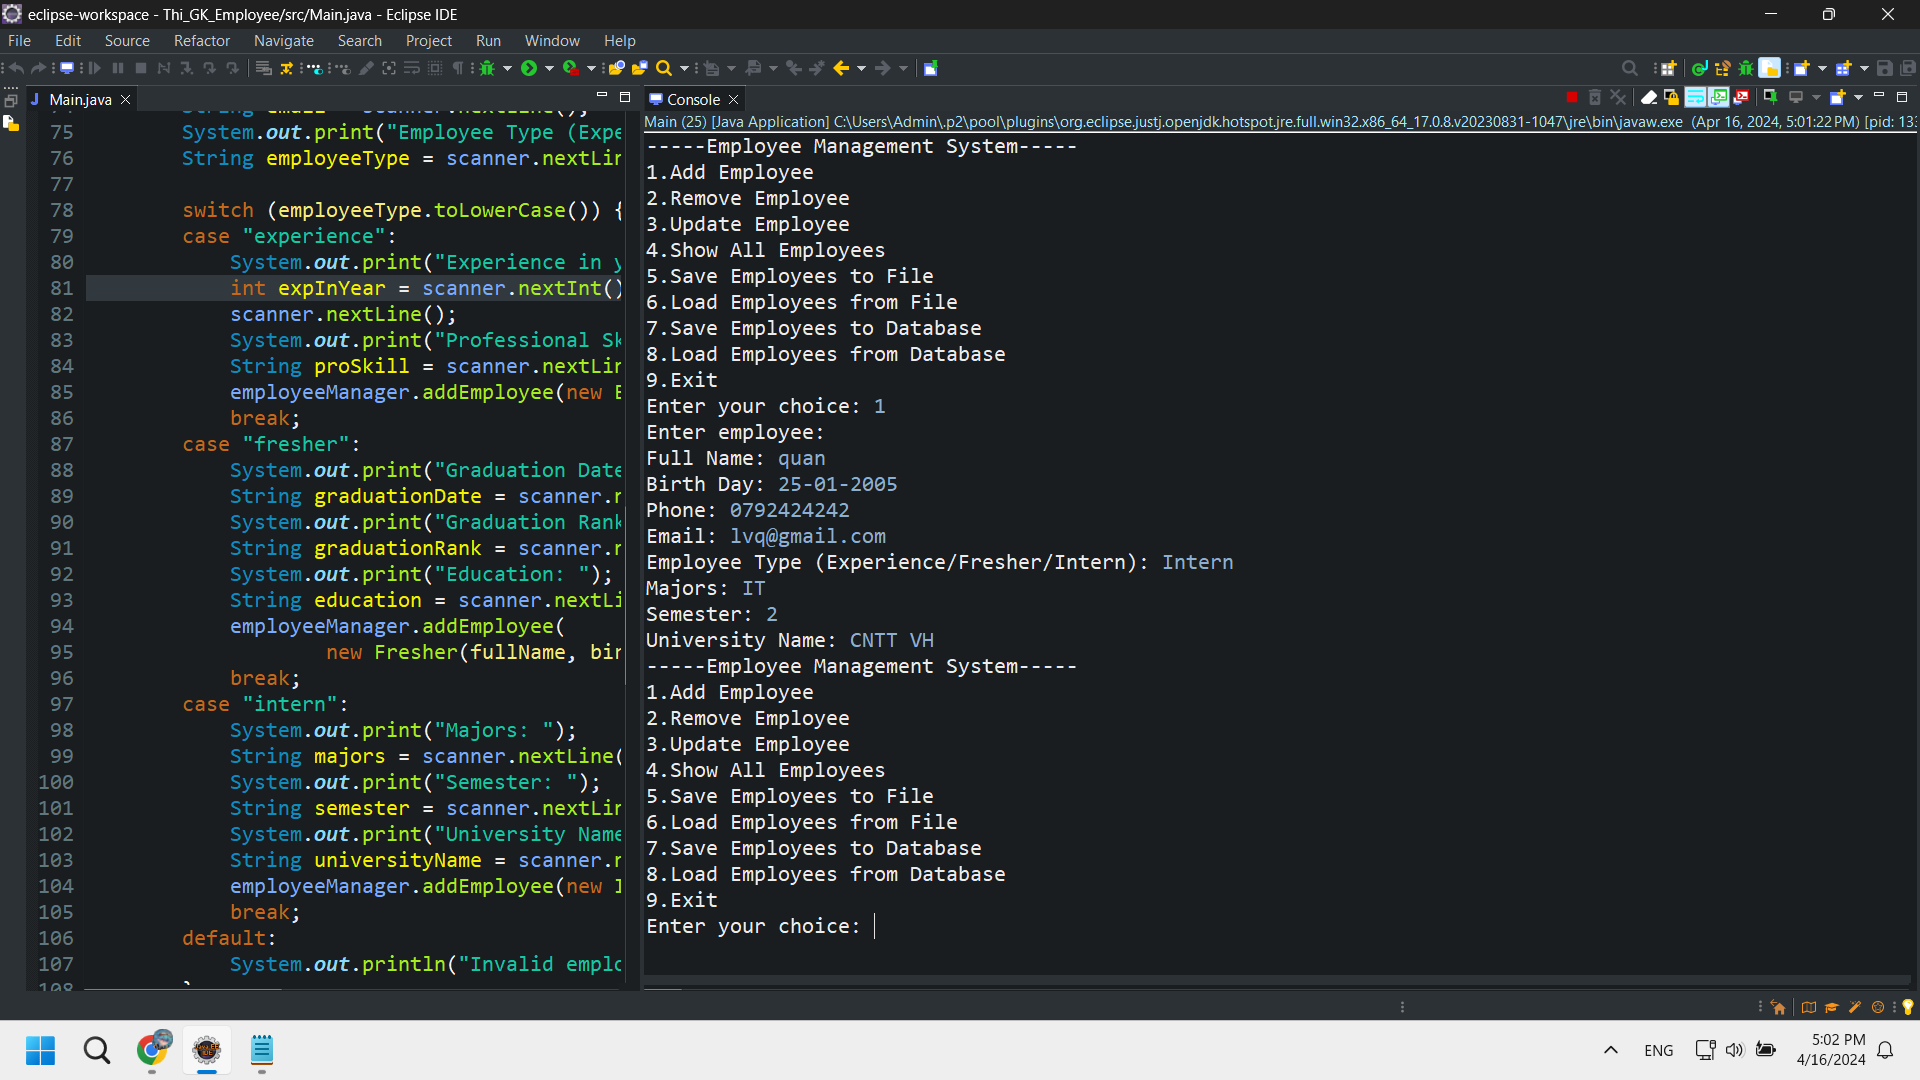 eclipse-workspace - Thi_GK_Employee/src/Main.java - Eclipse IDE
File Edit Source Refactor Navigate Search Project Run Window Help
Main.java
75 System.out.print("Employee Type (Expe
76 String employeeType = scanner.nextLin
77
78 switch (employeeType.toLowerCase()) {
79 case "experience":
80 System.out.print("Experience in y
81 int expInYear = scanner.nextInt()
82 scanner.nextLine();
83 System.out.print("Professional Sk
84 String proSkill = scanner.nextLin
85 employeeManager.addEmployee(new E
86 break;
87 case "fresher":
88 System.out.print("Graduation Date
89 String graduationDate = scanner.n
90 System.out.print("Graduation Rank
91 String graduationRank = scanner.n
92 System.out.print("Education: ");
93 String education = scanner.nextLi
94 employeeManager.addEmployee(
95 new Fresher(fullName, bir
96 break;
97 case "intern":
98 System.out.print("Majors: ");
99 String majors = scanner.nextLine(
100 System.out.print("Semester: ");
101 String semester = scanner.nextLin
102 System.out.print("University Name
103 String universityName = scanner.n
104 employeeManager.addEmployee(new I
105 break;
106 default:
107 System.out.println("Invalid emplo
108 }
Console
Main (25) [Java Application] C:\Users\Admin\.p2\pool\plugins\org.eclipse.justj.openjdk.hotspot.jre.full.win32.x86_64_17.0.8.v20230831-1047\jre\bin\javaw.exe (Apr 16, 2024, 5:01:22 PM) [pid: 13
-----Employee Management System-----
1.Add Employee
2.Remove Employee
3.Update Employee
4.Show All Employees
5.Save Employees to File
6.Load Employees from File
7.Save Employees to Database
8.Load Employees from Database
9.Exit
Enter your choice: 1
Enter employee:
Full Name: quan
Birth Day: 25-01-2005
Phone: 0792424242
Email: lvq@gmail.com
Employee Type (Experience/Fresher/Intern): Intern
Majors: IT
Semester: 2
University Name: CNTT VH
-----Employee Management System-----
1.Add Employee
2.Remove Employee
3.Update Employee
4.Show All Employees
5.Save Employees to File
6.Load Employees from File
7.Save Employees to Database
8.Load Employees from Database
9.Exit
Enter your choice:
ENG
5:02 PM
4/16/2024